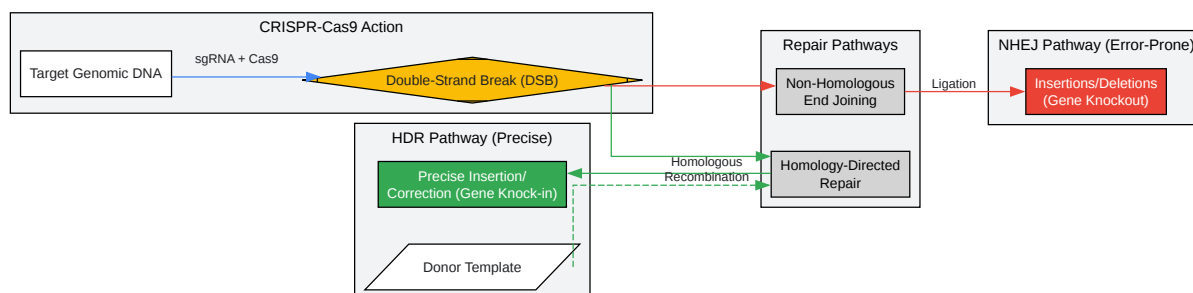 CRISPR-Cas9 Action
Target Genomic DNA
sgRNA + Cas9
Double-Strand Break (DSB)
Repair Pathways
Non-Homologous
End Joining
Ligation
NHEJ Pathway (Error-Prone)
Insertions/Deletions
(Gene Knockout)
HDR Pathway (Precise)
Precise Insertion/
Correction (Gene Knock-in)
Homologous
Recombination
Homology-Directed
Repair
Donor Template